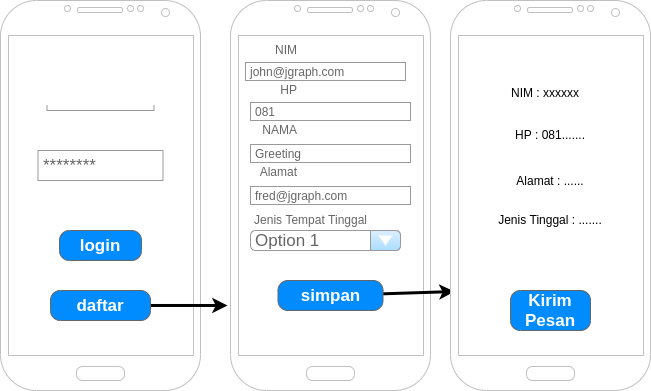 ********
login
daftar
NIM
john@jgraph.com
HP
081
NAMA
Greeting
Alamat
fred@jgraph.com
Jenis Tempat Tinggal
Option 1
simpan
NIM : xxxxxx
HP : 081.......
Alamat : ......
Jenis Tinggal : .......
Kirim
Pesan